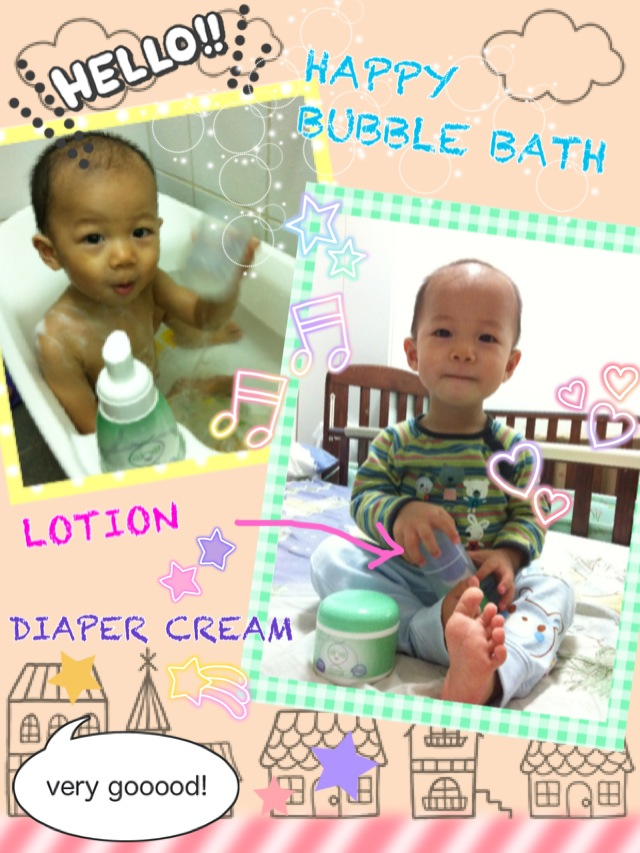 HELLO!!
HAPPY
BUBBLE BATH
LOTION
DIAPER CREAM
very gooood!